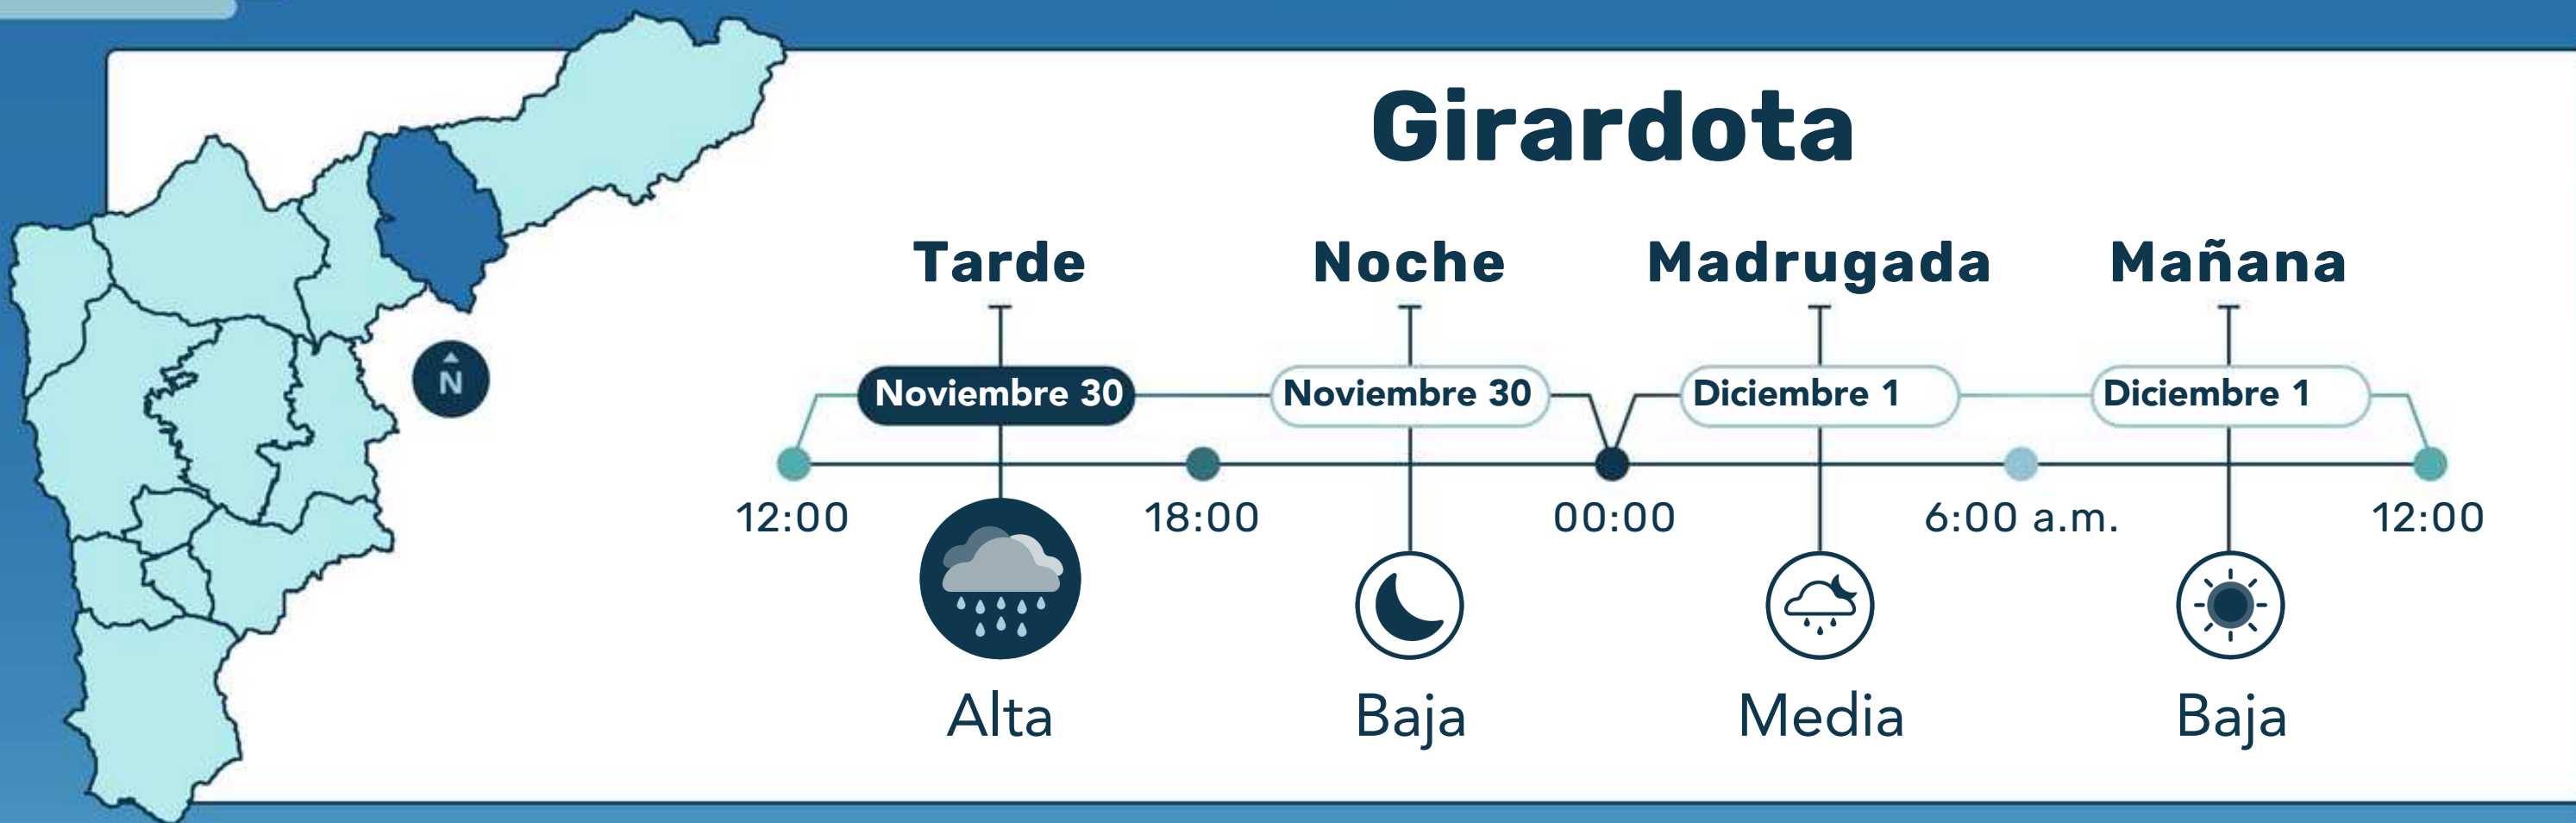 Girardota
Tarde Noche Madrugada Mañana
N
Noviembre 30 Noviembre 30 Diciembre 1 Diciembre 1
12:00 18:00 00:00 6:00 a.m. 12:00
Alta Baja Media Baja